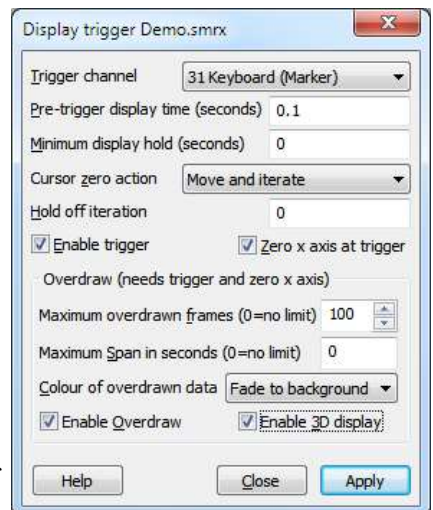 Display trigger Demo.smrx
Trigger channel 31 Keyboard (Marker)
Pre-trigger display time (seconds) 0.1
Minimum display hold (seconds) 0
Cursor zero action Move and iterate
Hold off iteration 0
Enable trigger Zero x axis at trigger
Overdraw (needs trigger and zero x axis)
Maximum overdrawn frames (0=no limit) 100
Maximum Span in seconds (0=no limit) 0
Colour of overdrawn data Fade to background
Enable Overdraw Enable 3D display
Help Close Apply